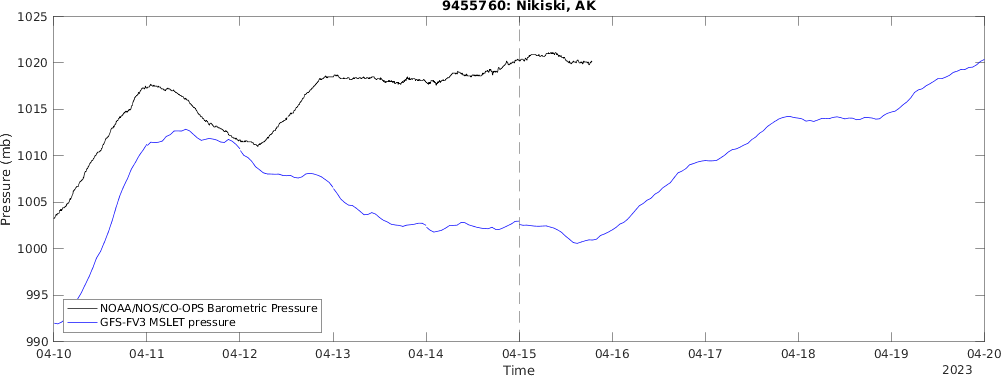 9455760: Nikiski, AK
1025
1020
1015
1010
1005
1000
995
990
Pressure (mb)
NOAA/NOS/CO-OPS Barometric Pressure
GFS-FV3 MSLET pressure
04-10 04-11 04-12 04-13 04-14 04-15 04-16 04-17 04-18 04-19 04-20
Time
2023